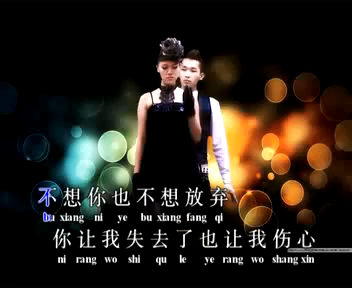 不想你也不想放弃
bu xiang ni ye bu xiang fang qi
你让我失去了也让我伤心
ni rang wo shi qu le ye rang wo shang xin